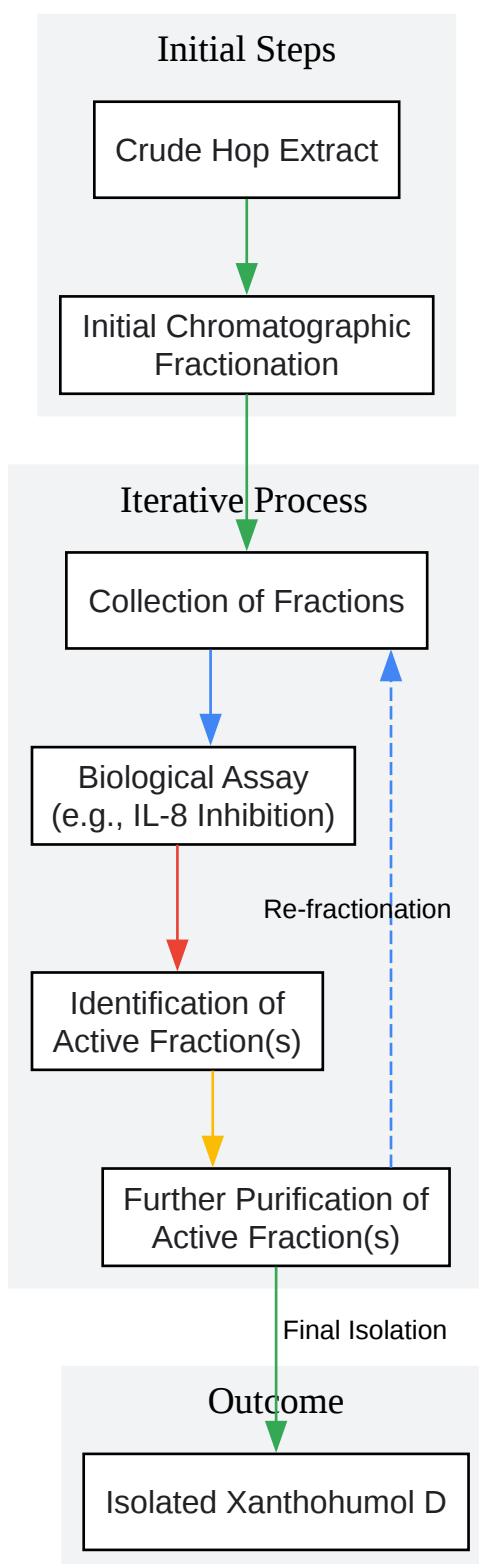 Initial Steps
Crude Hop Extract
Initial Chromatographic
Fractionation
Iterative Process
Collection of Fractions
Biological Assay
(e.g., IL-8 Inhibition)
Re-fractionation
Identification of
Active Fraction(s)
Further Purification of
Active Fraction(s)
Final Isolation
Outcome
Isolated Xanthohumol D